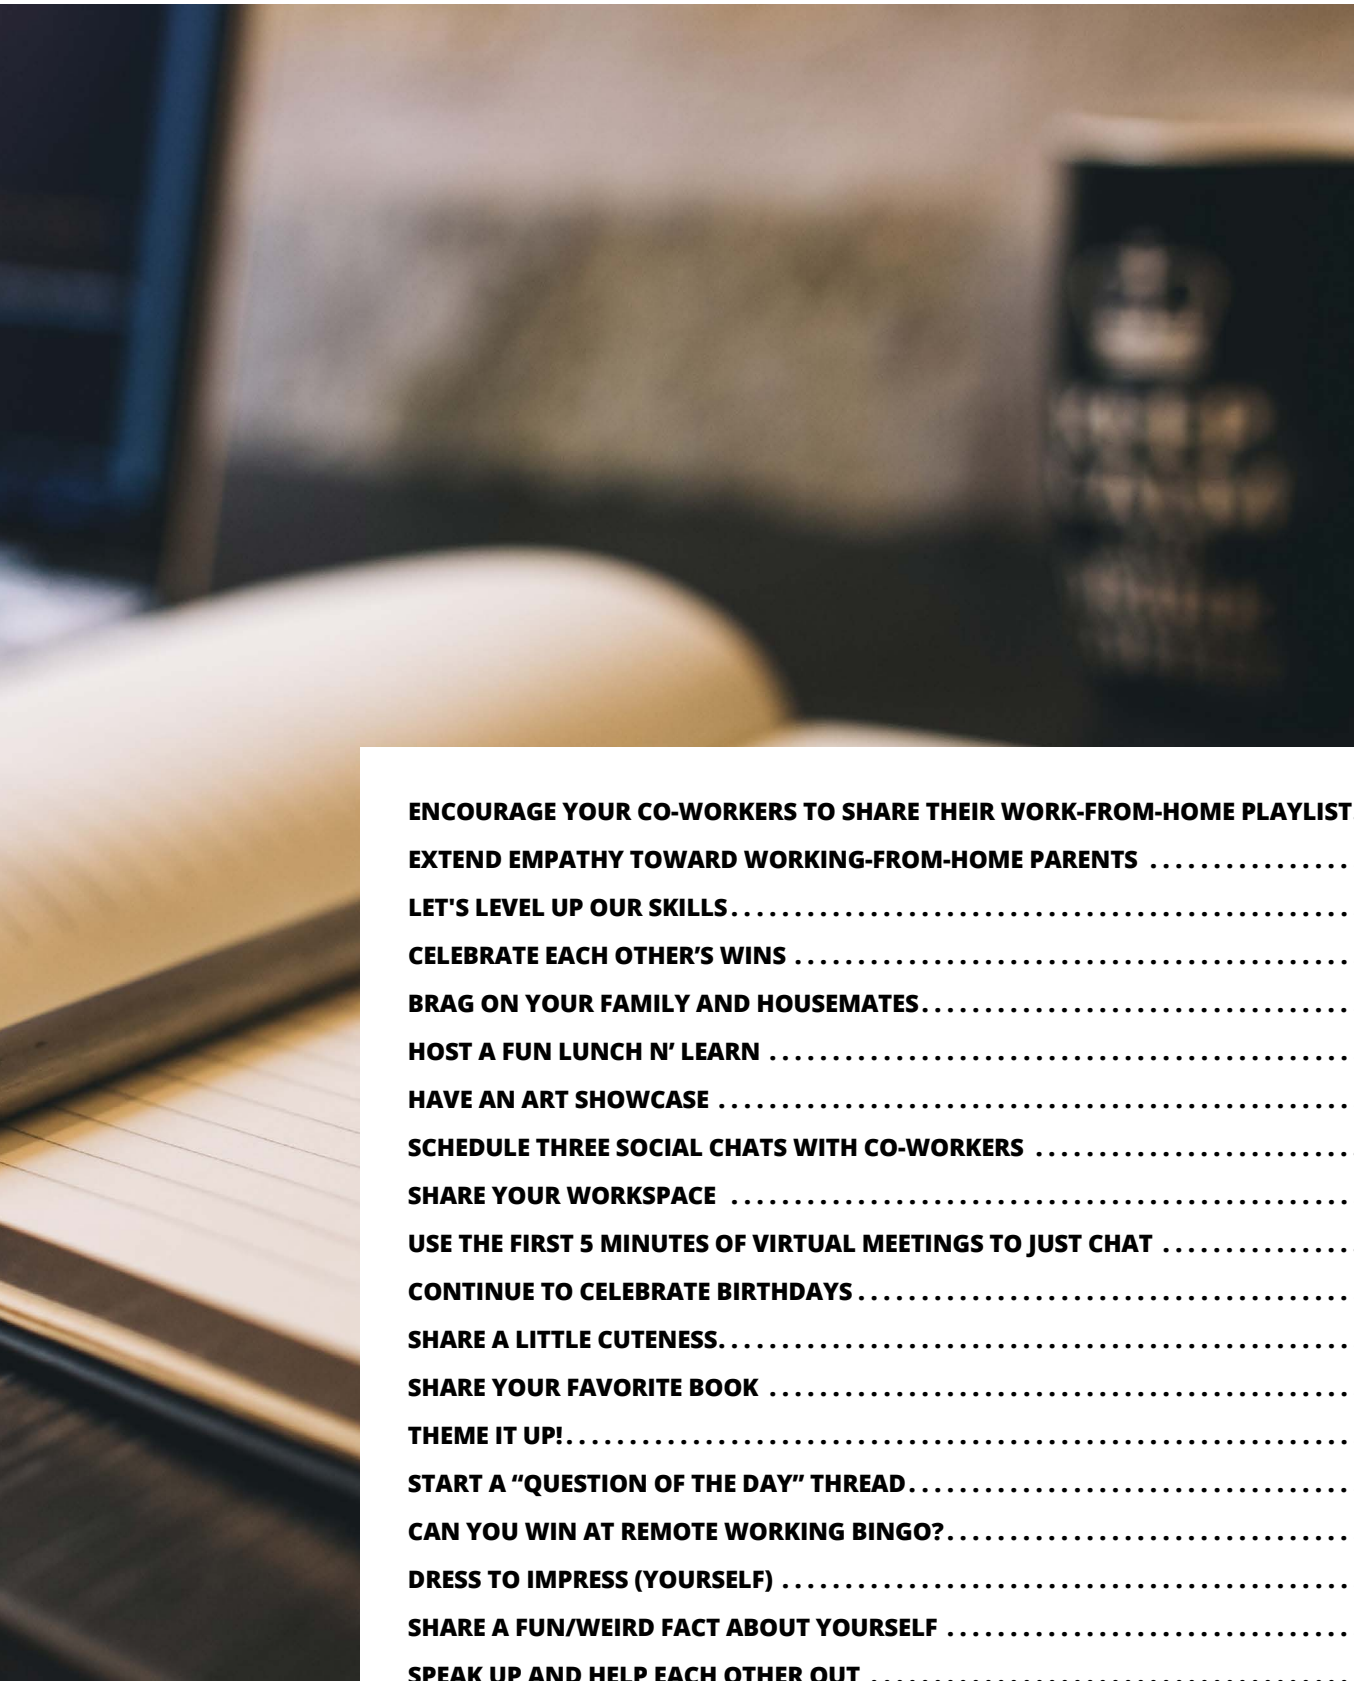 ENCOURAGE YOUR CO-WORKERS TO SHARE THEIR WORK-FROM-HOME PLAYLIST
EXTEND EMPATHY TOWARD WORKING-FROM-HOME PARENTS ................
LET'S LEVEL UP OUR SKILLS.................................................
CELEBRATE EACH OTHER’S WINS ............................................
BRAG ON YOUR FAMILY AND HOUSEMATES..................................
HOST A FUN LUNCH N’ LEARN ..............................................
HAVE AN ART SHOWCASE ..................................................
SCHEDULE THREE SOCIAL CHATS WITH CO-WORKERS .........................
SHARE YOUR WORKSPACE .................................................
USE THE FIRST 5 MINUTES OF VIRTUAL MEETINGS TO JUST CHAT ...............
CONTINUE TO CELEBRATE BIRTHDAYS .......................................
SHARE A LITTLE CUTENESS..................................................
SHARE YOUR FAVORITE BOOK ..............................................
THEME IT UP!..............................................................
START A “QUESTION OF THE DAY” THREAD...................................
CAN YOU WIN AT REMOTE WORKING BINGO?................................
DRESS TO IMPRESS (YOURSELF) .............................................
SHARE A FUN/WEIRD FACT ABOUT YOURSELF ................................
SPEAK UP AND HELP EACH OTHER OUT ......................................